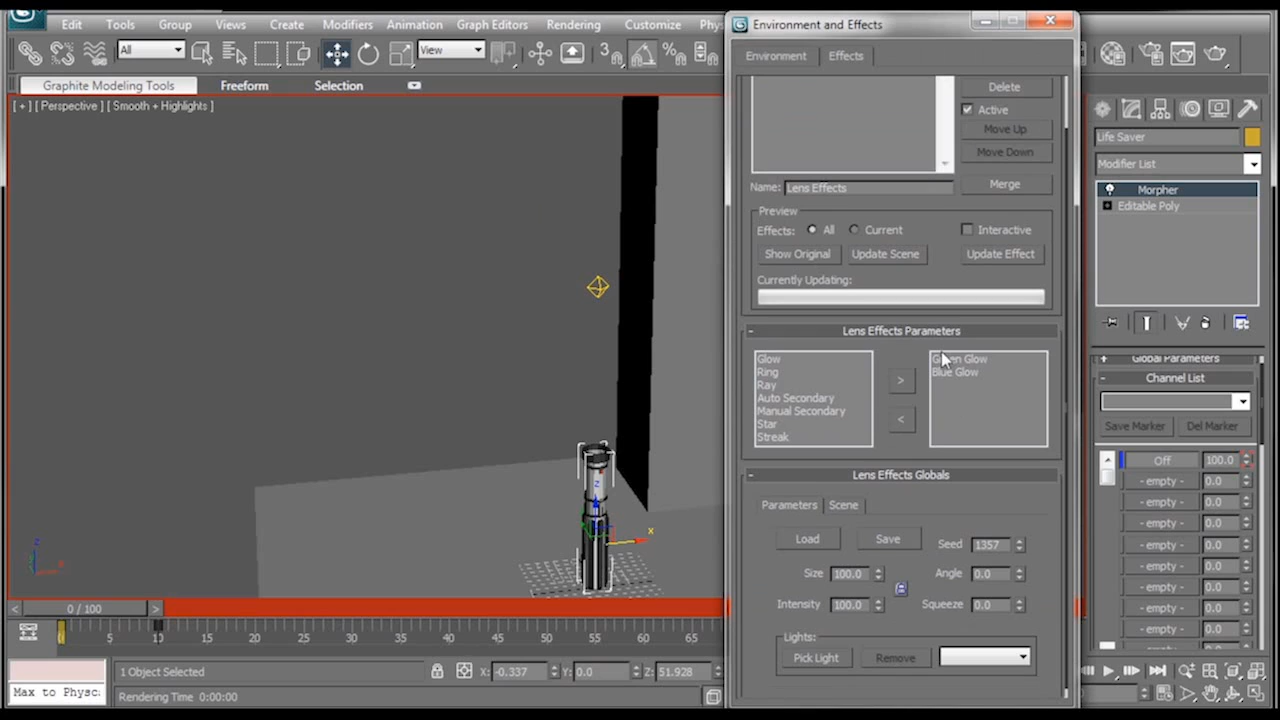 Edit Tools Group Views Create Modifiers Animation Graph Editors Rendering Customize Phys
Environment and Effects
All
View
Environment Effects
Graphite Modeling Tools Freeform Selection
[ + ] [ Perspective ] [ Smooth + Highlights ]
Delete
Active
Move Up
Move Down
Name: Lens Effects
Merge
Preview
Effects: All Current Interactive
Show Original Update Scene Update Effect
Currently Updating:
- Lens Effects Parameters
Glow
Ring
Ray
Auto Secondary
Manual Secondary
Star
Streak
>
<
Blue Glow
- Lens Effects Globals
Parameters Scene
Load Save Seed 1357
Size 100.0 Angle 0.0
Intensity 100.0 Squeeze 0.0
Lights:
Pick Light Remove
Life Saver
Modifier List
Morpher
Editable Poly
+ Global Parameters
- Channel List
Save Marker Del Marker
Off 100.0
- empty - 0.0
- empty - 0.0
- empty - 0.0
- empty - 0.0
- empty - 0.0
- empty - 0.0
- empty - 0.0
- empty - 0.0
z
x
z
< 0 / 100 >
5 10 15 20 25 30 35 40 45 50 55 60 65
1 Object Selected X: -0.337 Y: 0.0 Z: 51.928
Max to Physc
Rendering Time 0:00:00